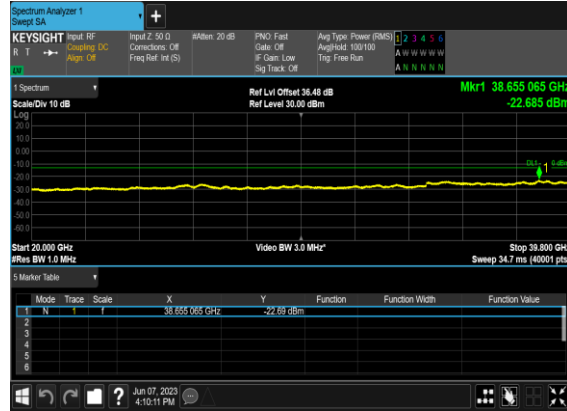 Spectrum Analyzer 1
Swept SA
+
KEYSIGHT Input: RF Input Z: 50 Ω #Atten: 20 dB PNO: Fast Avg Type: Power (RMS) 1 2 3 4 5 6
R T Coupling: DC Corrections: Off Gate: Off Avg|Hold: 100/100 A W W W W W
Align: Off Freq Ref: Int (S) IF Gain: Low Trig: Free Run
LW Sig Track: Off A N N N N N
1 Spectrum Ref Lvl Offset 36.48 dB Mkr1 38.655 065 GHz
Scale/Div 10 dB Ref Level 30.00 dBm -22.685 dBm
Log
20.0
10.0
0.00
-10.0 DL1 1
-20.0
-30.0
-40.0
-50.0
-60.0
Start 20.000 GHz Video BW 3.0 MHz* Stop 39.800 GHz
#Res BW 1.0 MHz Sweep 34.7 ms (40001 pts)
5 Marker Table
Mode Trace Scale X Y Function Function Width Function Value
1 N 1 f 38.655 065 GHz -22.69 dBm
2
3
4
5
6
? Jun 07, 2023
4:10:11 PM